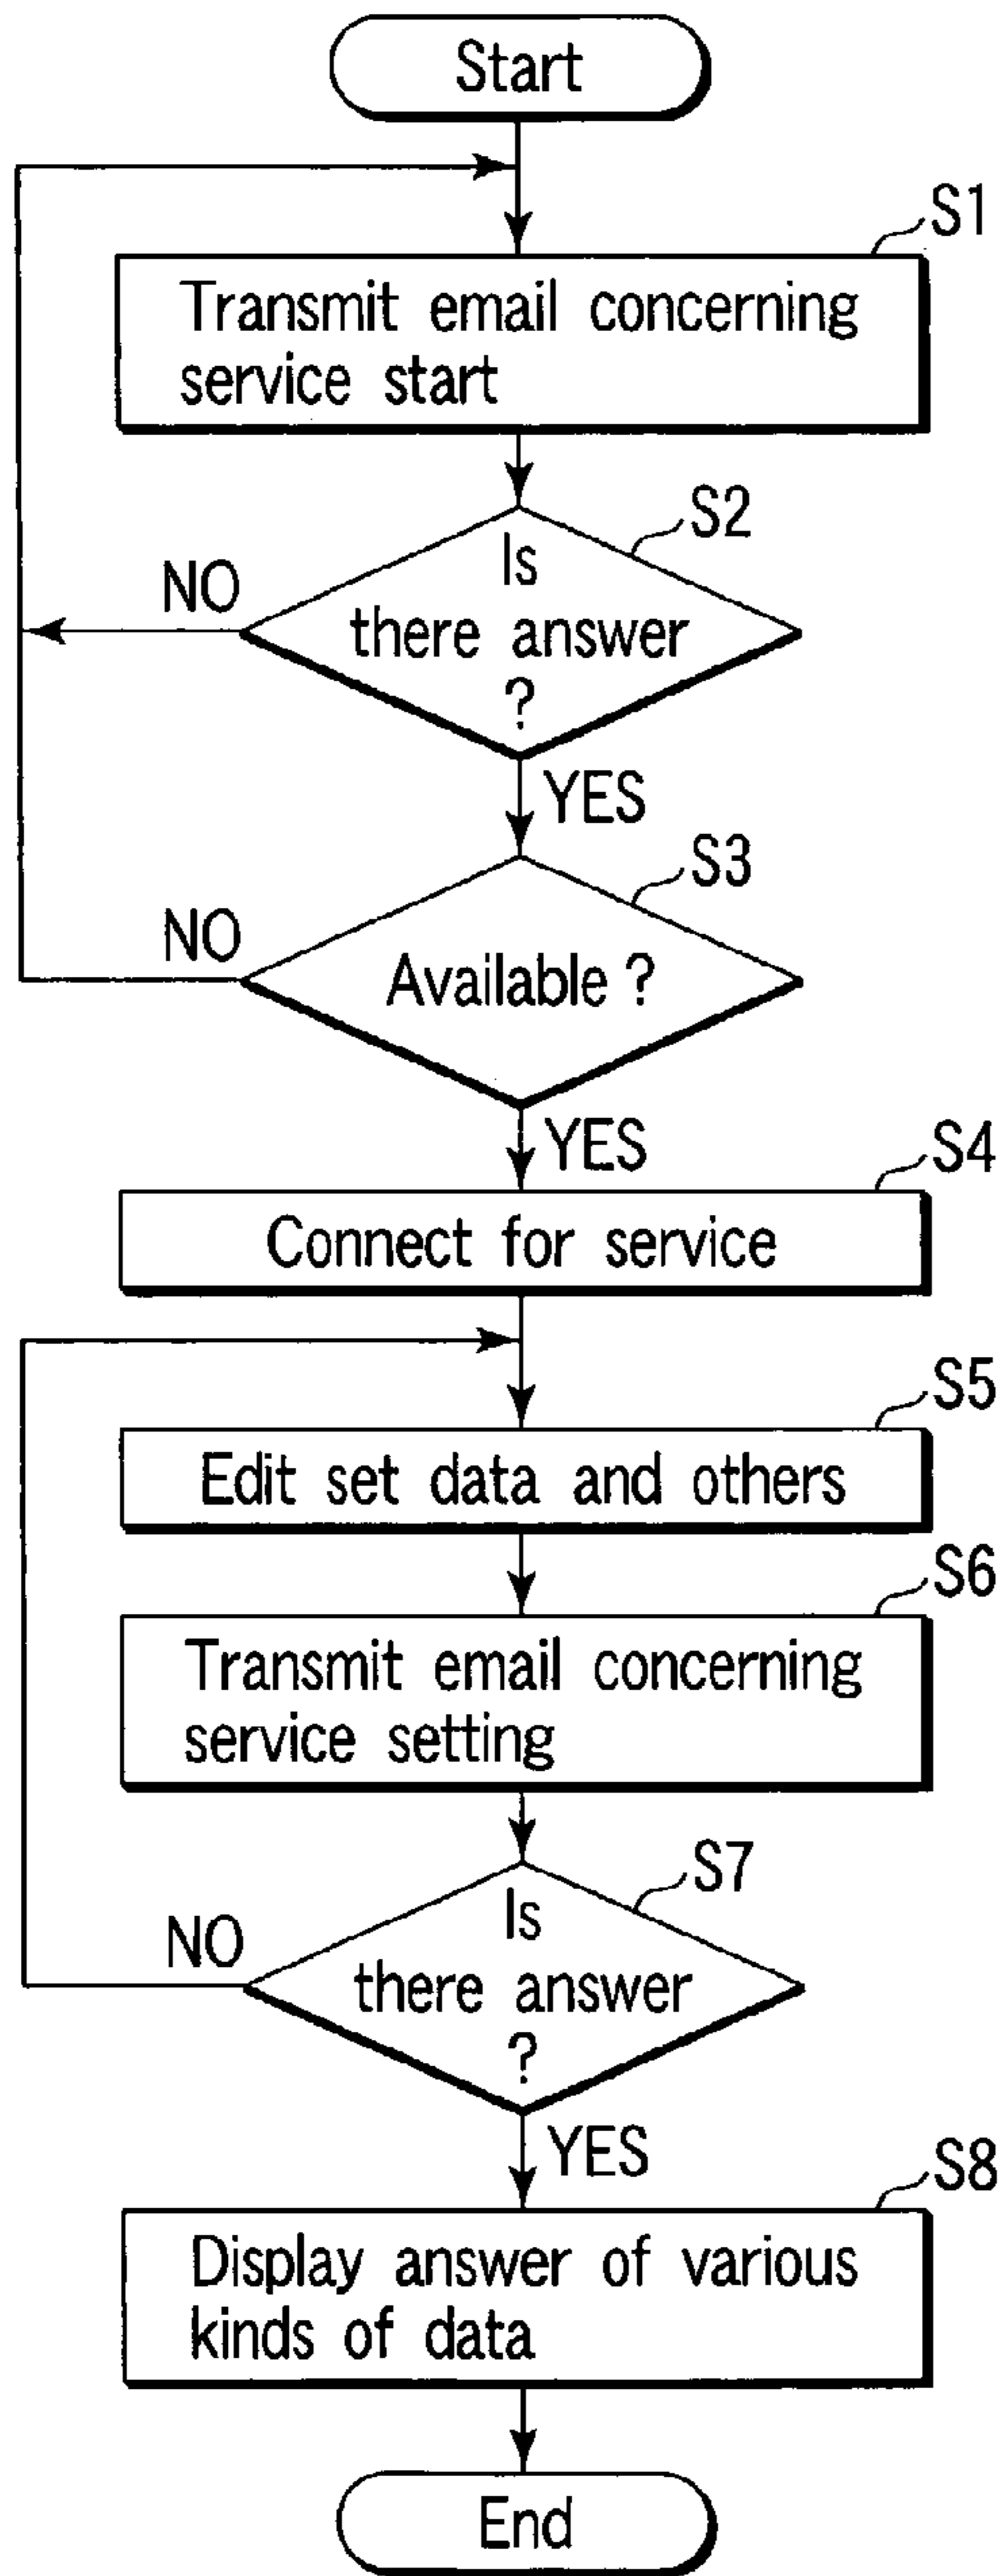 Start
S1
Transmit email concerning
service start
S2
Is
there answer
?
NO
YES
S3
Available ?
NO
YES
S4
Connect for service
S5
Edit set data and others
S6
Transmit email concerning
service setting
S7
Is
there answer
?
NO
YES
S8
Display answer of various
kinds of data
End